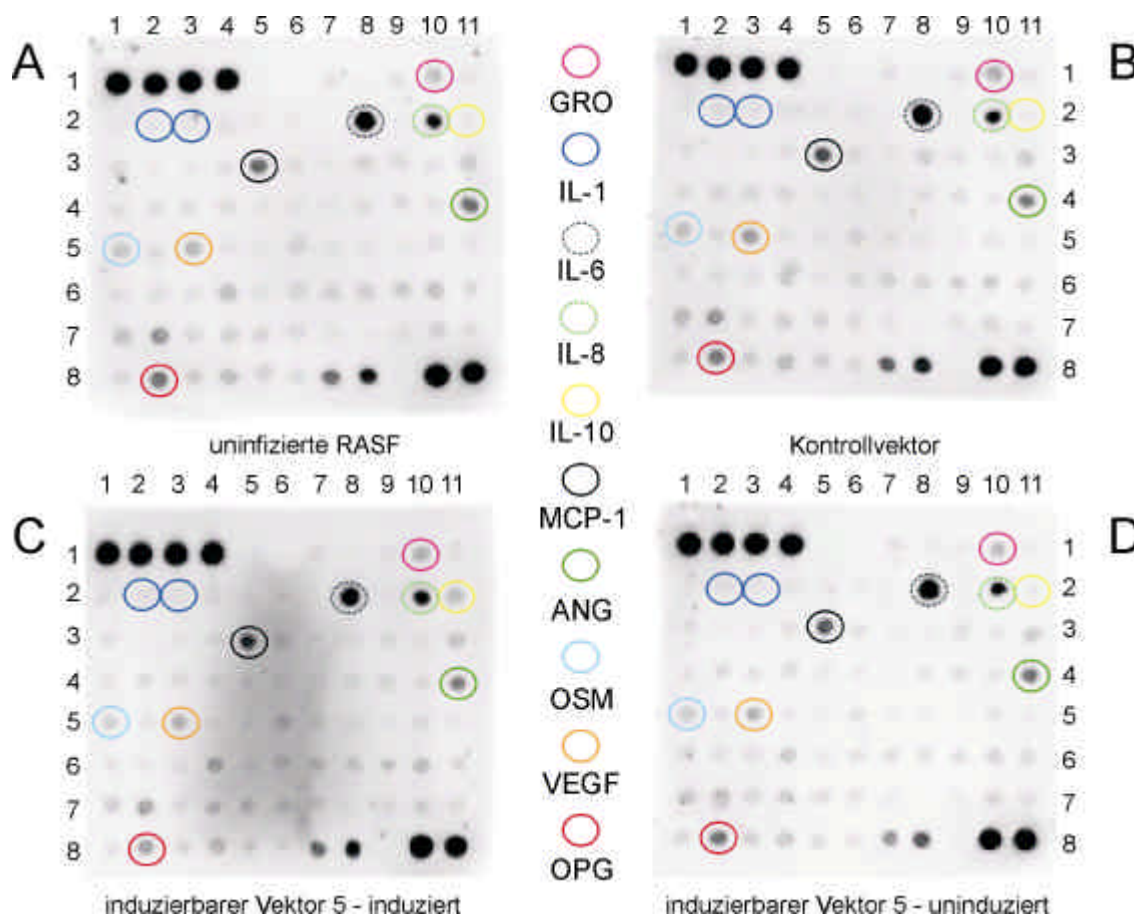 1 2 3 4 5 6 7 8 9 10 11
A
1
2
3
4
5
6
7
8
uninfizierte RASF
GRO
IL-1
IL-6
IL-8
IL-10
MCP-1
ANG
OSM
VEGF
OPG
1 2 3 4 5 6 7 8 9 10 11
B
1
2
3
4
5
6
7
8
Kontrollvektor
1 2 3 4 5 6 7 8 9 10 11
C
1
2
3
4
5
6
7
8
induzierbarer Vektor 5 - induziert
1 2 3 4 5 6 7 8 9 10 11
D
1
2
3
4
5
6
7
8
induzierbarer Vektor 5 - uninduziert